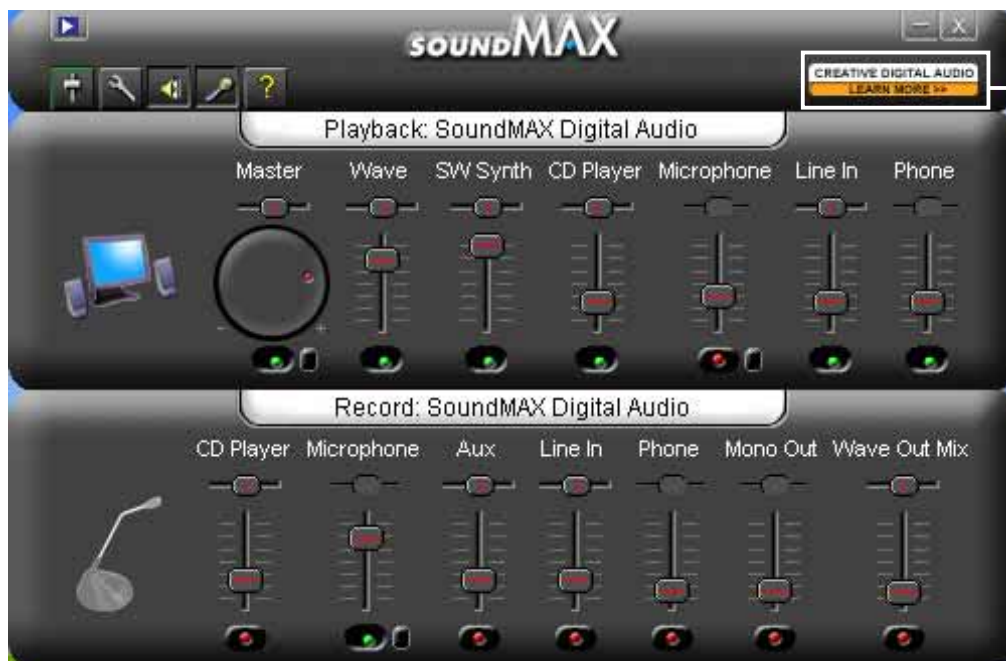 SOUNDMAX
X
?
CREATIVE DIGITAL AUDIO
LEARN MORE >>
Playback: SoundMAX Digital Audio
Master Wave SW Synth CD Player Microphone Line In Phone
- +
Record: SoundMAX Digital Audio
CD Player Microphone Aux Line In Phone Mono Out Wave Out Mix